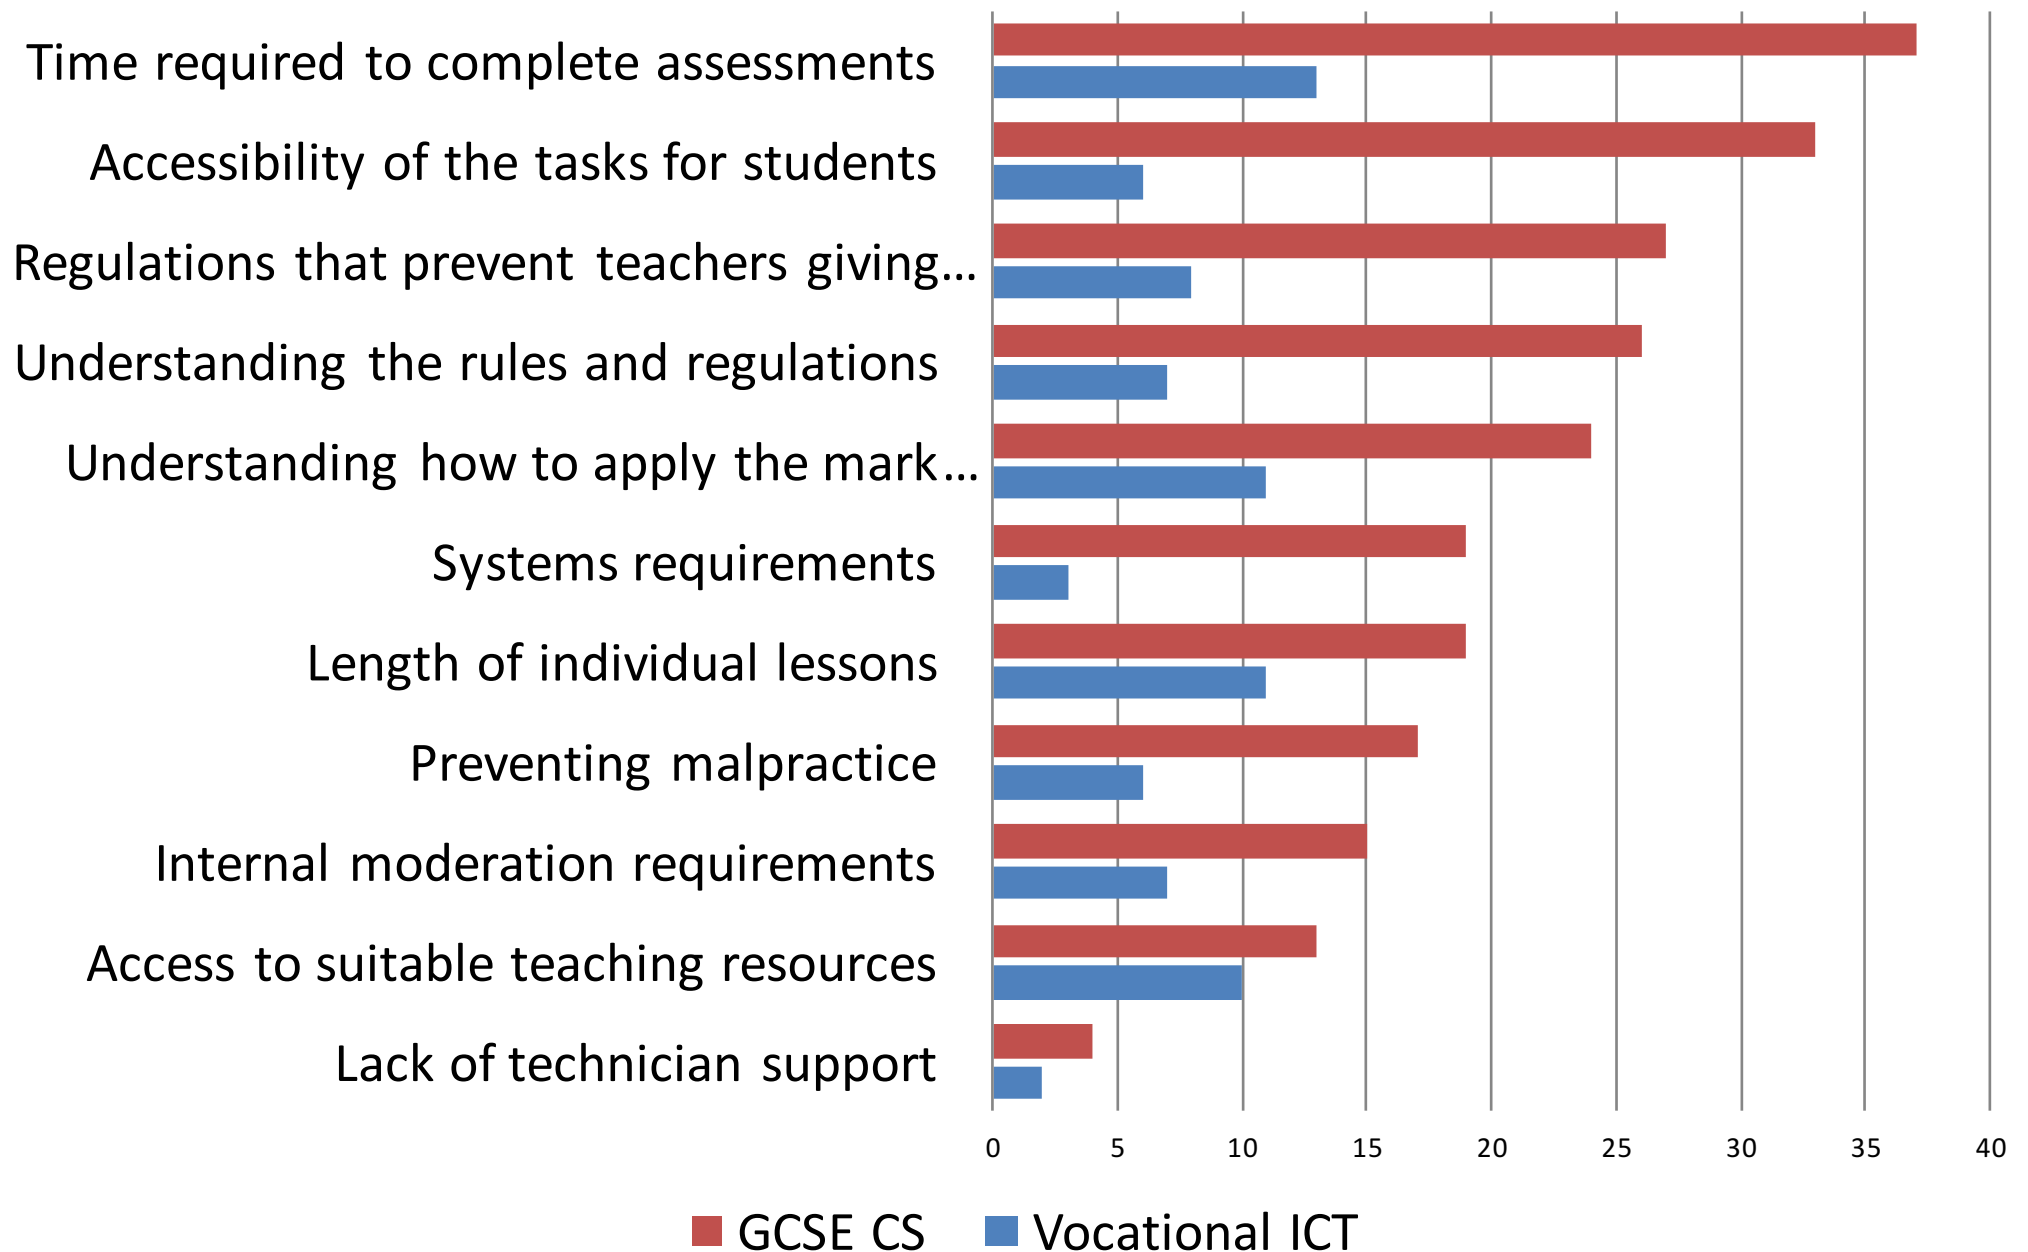 Time required to complete assessments
Accessibility of the tasks for students
Regulations that prevent teachers giving...
Understanding the rules and regulations
Understanding how to apply the mark...
Systems requirements
Length of individual lessons
Preventing malpractice
Internal moderation requirements
Access to suitable teaching resources
Lack of technician support
0 5 10 15 20 25 30 35 40
GCSE CS Vocational ICT